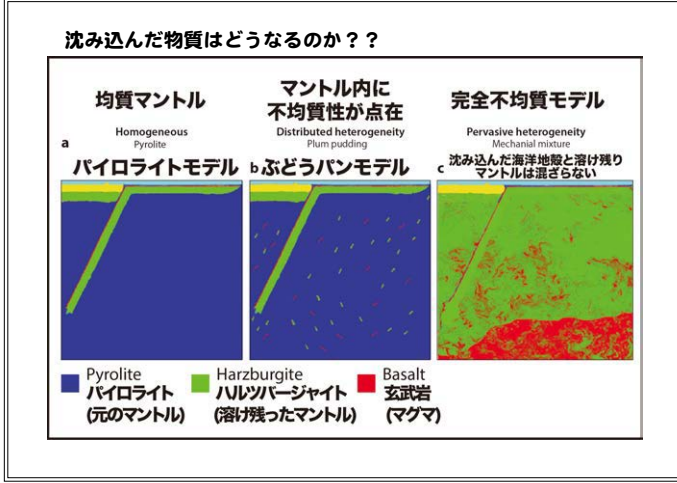 沈み込んだ物質はどうなるのか？？
均質マントル
Homogeneous
Pyrolite
a
パイロライトモデル
マントル内に
不均質性が点在
Distributed heterogeneity
Plum pudding
b
ぶどうパンモデル
完全不均質モデル
Pervasive heterogeneity
Mechanial mixture
c
沈み込んだ海洋地殻と溶け残り
マントルは混ざらない
Pyrolite
パイロライト
(元のマントル)
Harzburgite
ハルツバージャイト
(溶け残ったマントル)
Basalt
玄武岩
(マグマ)